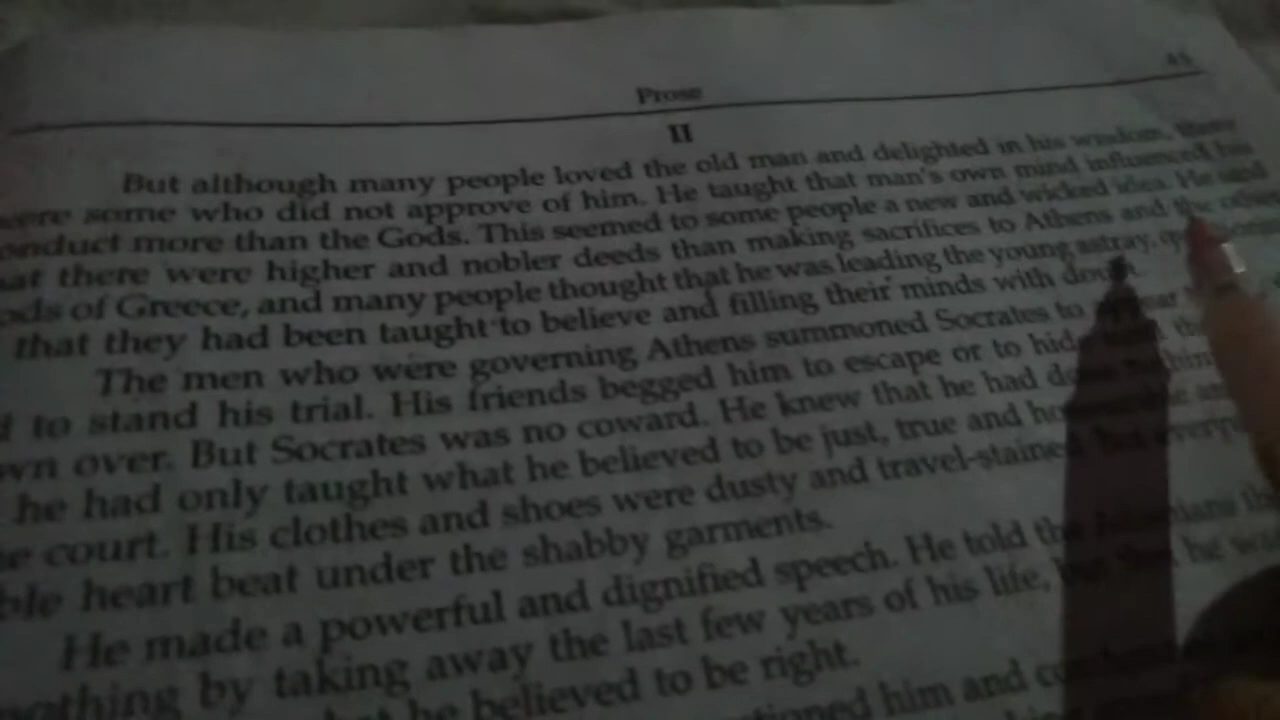 Prose
II
But although many people loved the old man and delighted in his wisdom, there
were some who did not approve of him. He taught that man's own mind influenced his
onduct more than the Gods. This seemed to some people a new and wicked idea. He said
at there were higher and nobler deeds than making sacrifices to Athens and the other
ods of Greece, and many people thought that he was leading the young astray,
that they had been taught to believe and filling their minds with
The men who were governing Athens summoned Socrates to
to stand his trial. His friends begged him to escape or to hide
wn over. But Socrates was no coward. He knew that he had
he had only taught what he believed to be just, true and
e court. His clothes and shoes were dusty and travel-stained
ble heart beat under the shabby garments.
He made a powerful and dignified speech. He told the
nothing by taking away the last few years of his life,
he believed to be right.
him and